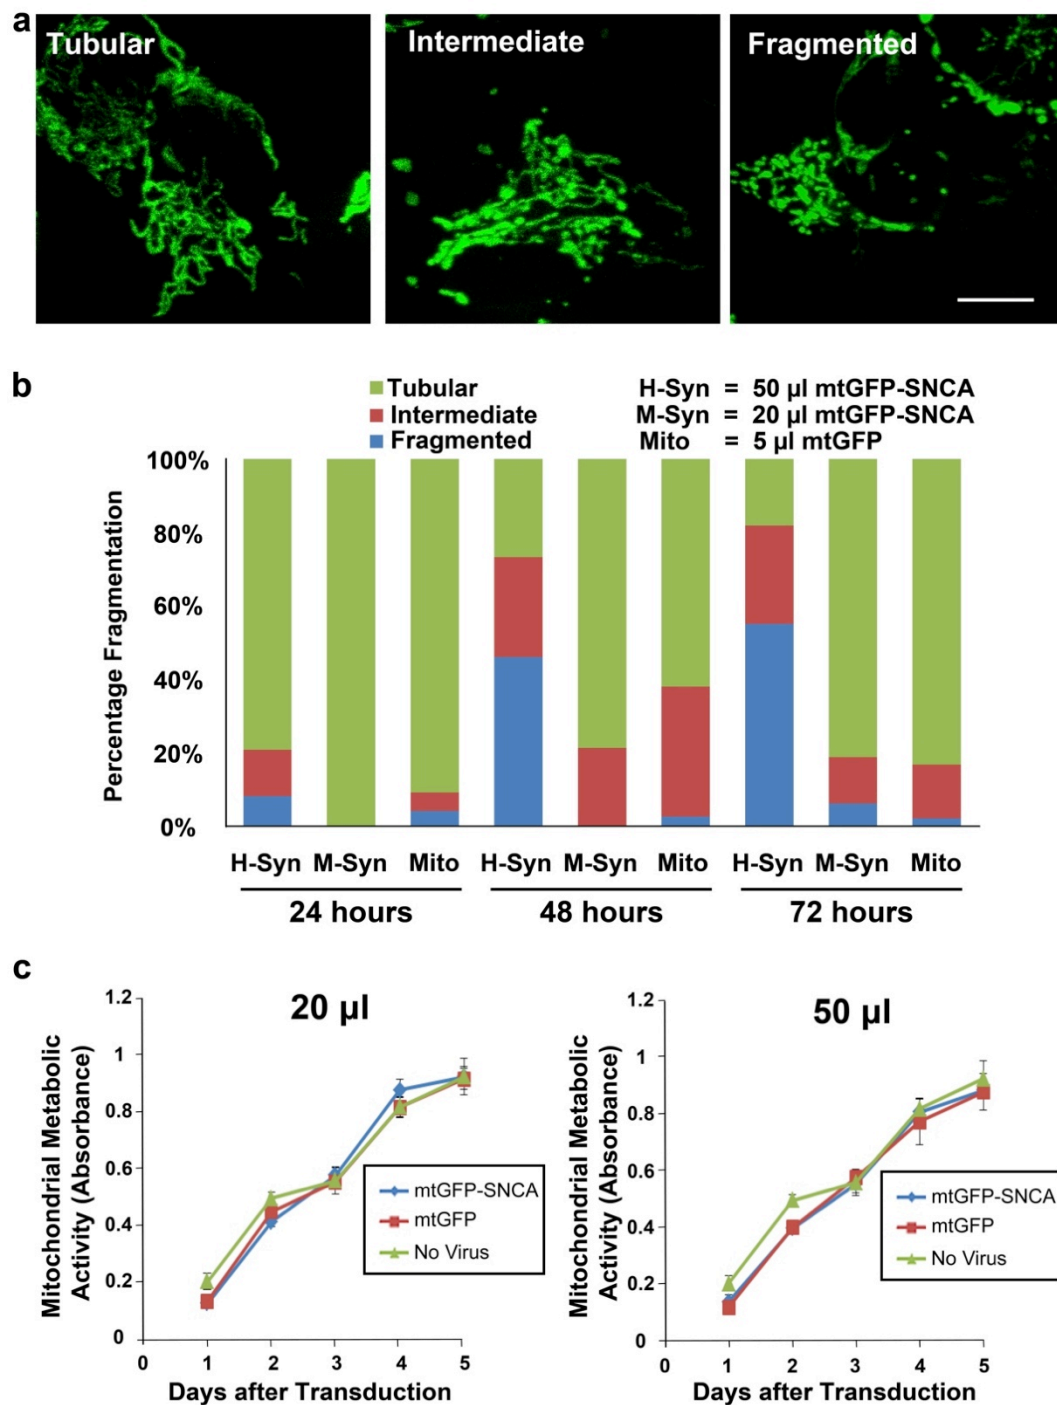 a
Tubular Intermediate Fragmented
b
Tubular H-Syn = 50 µl mtGFP-SNCA
Intermediate M-Syn = 20 µl mtGFP-SNCA
Fragmented Mito = 5 µl mtGFP
Percentage Fragmentation
100%
80%
60%
40%
20%
0%
H-Syn M-Syn Mito H-Syn M-Syn Mito H-Syn M-Syn Mito
24 hours 48 hours 72 hours
c
20 µl
Mitochondrial Metabolic
Activity (Absorbance)
1.2
1
0.8
0.6
0.4
0.2
0
mtGFP-SNCA
mtGFP
No Virus
0 1 2 3 4 5
Days after Transduction
50 µl
Mitochondrial Metabolic
Activity (Absorbance)
1.2
1
0.8
0.6
0.4
0.2
0
mtGFP-SNCA
mtGFP
No Virus
0 1 2 3 4 5
Days after Transduction